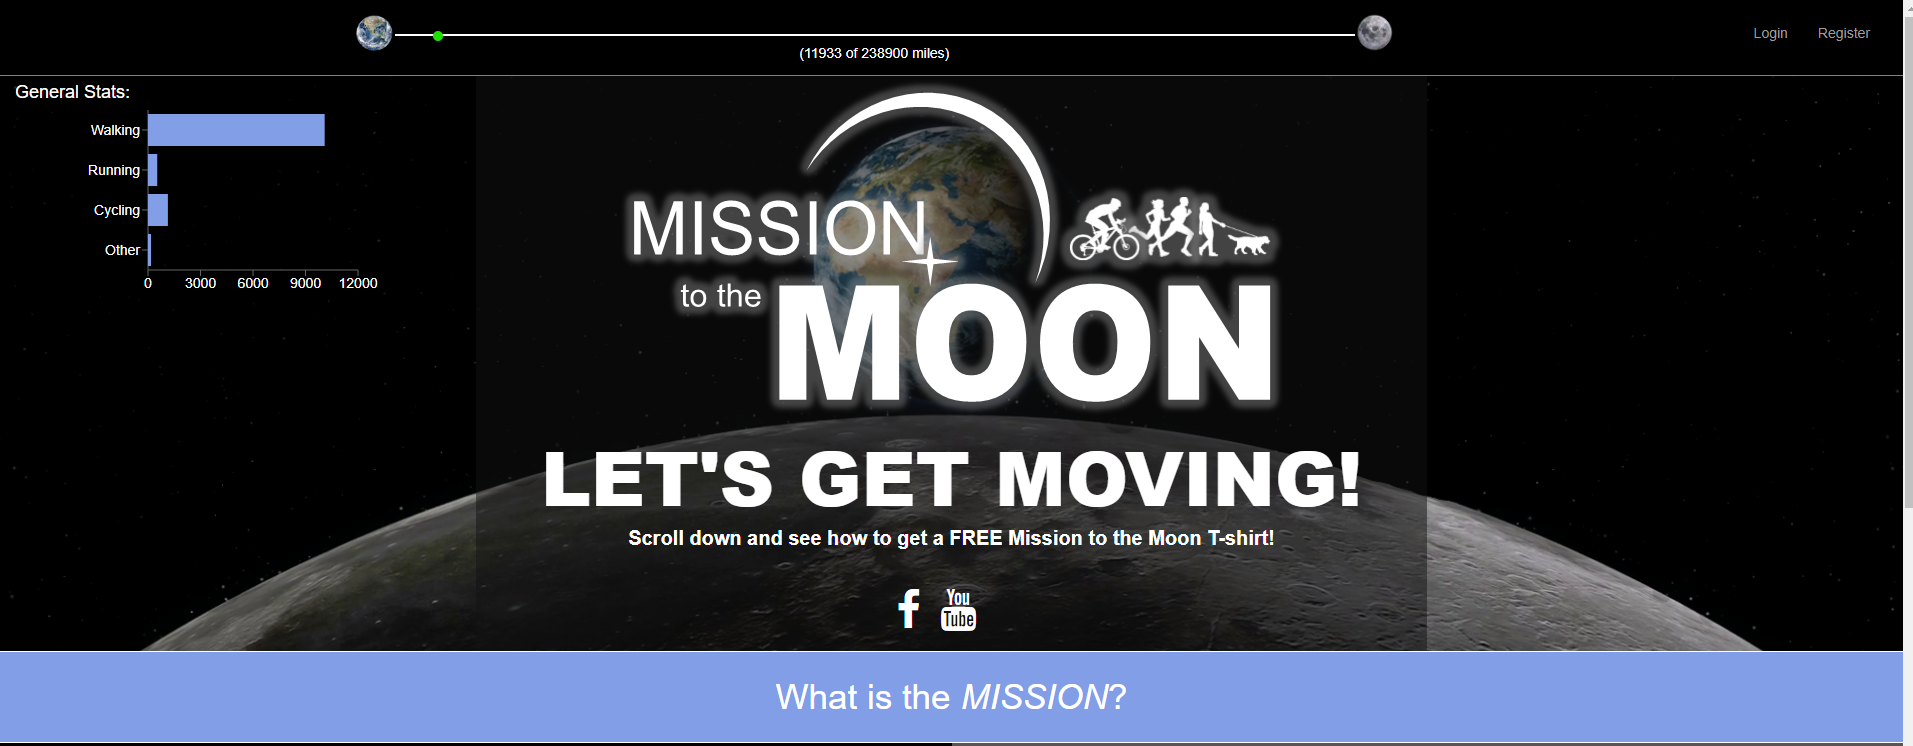 (11933 of 238900 miles)
Login Register
General Stats:
Walking
Running
Cycling
Other
0 3000 6000 9000 12000
MISSION
to the
MOON
LET'S GET MOVING!
Scroll down and see how to get a FREE Mission to the Moon T-shirt!
f You
Tube
What is the MISSION?